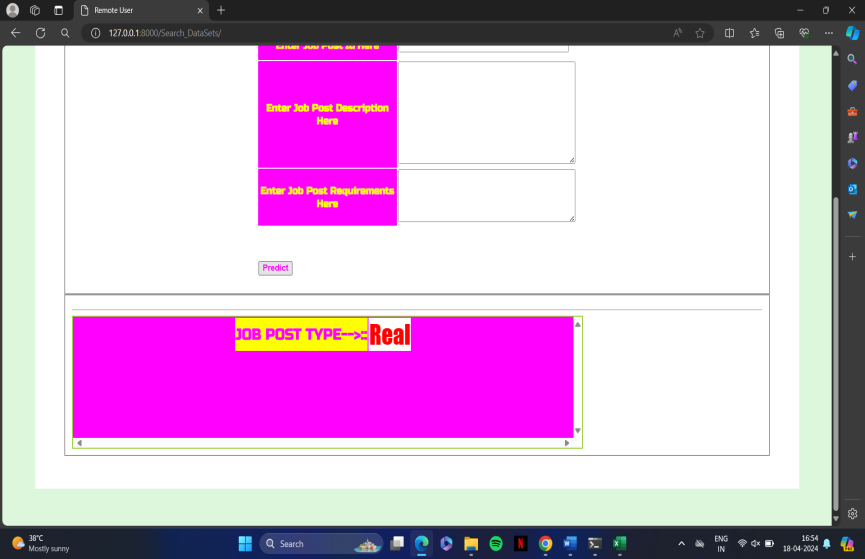 Remote User
127.0.0.1:8000/Search_DataSets/
Enter Job Post Id Here
Enter Job Post Description
Here
Enter Job Post Requirements
Here
Predict
JOB POST TYPE-->:: Real
38°C
Mostly sunny
Search
ENG
IN
16:54
18-04-2024